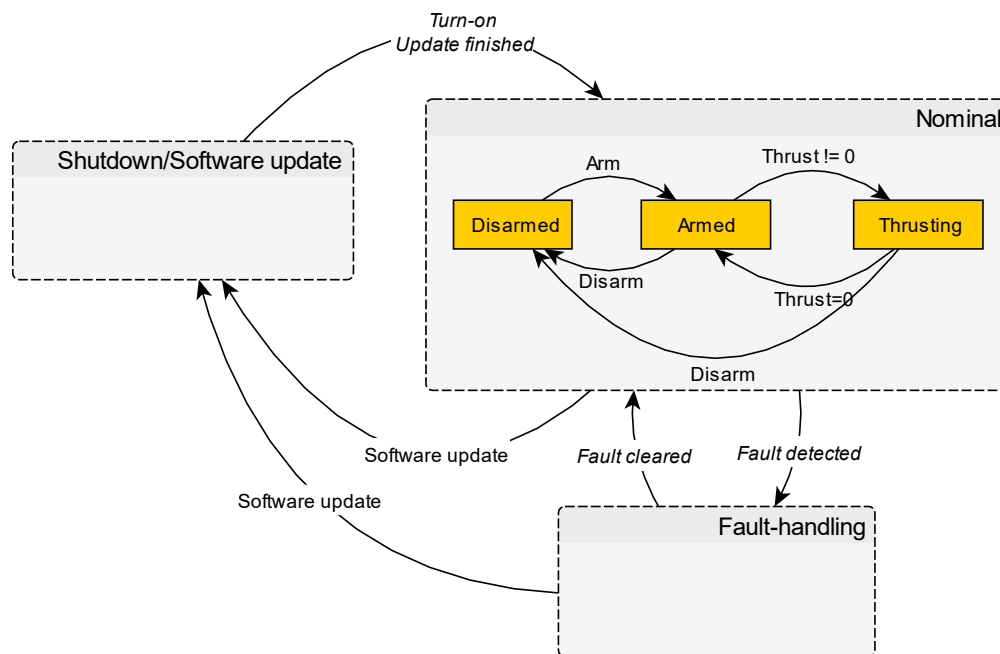 Turn-on
Update finished
Nominal
Shutdown/Software update
Arm
Thrust != 0
Disarmed
Armed
Thrusting
Disarm
Thrust=0
Disarm
Software update
Fault cleared
Fault detected
Software update
Fault-handling